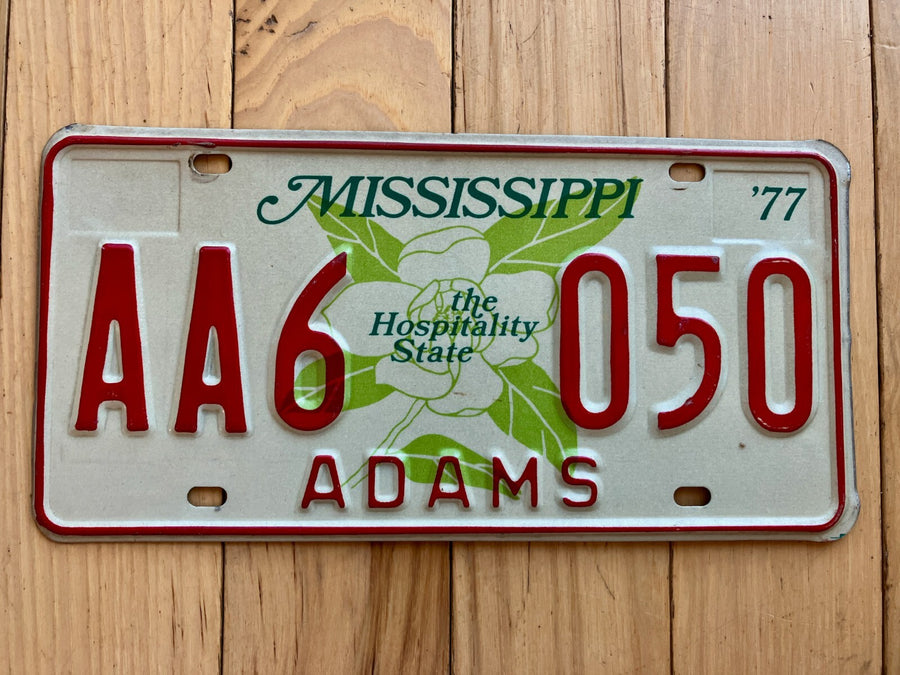 MISSISSIPPI '77
AA6 050
the
Hospitality
State
ADAMS